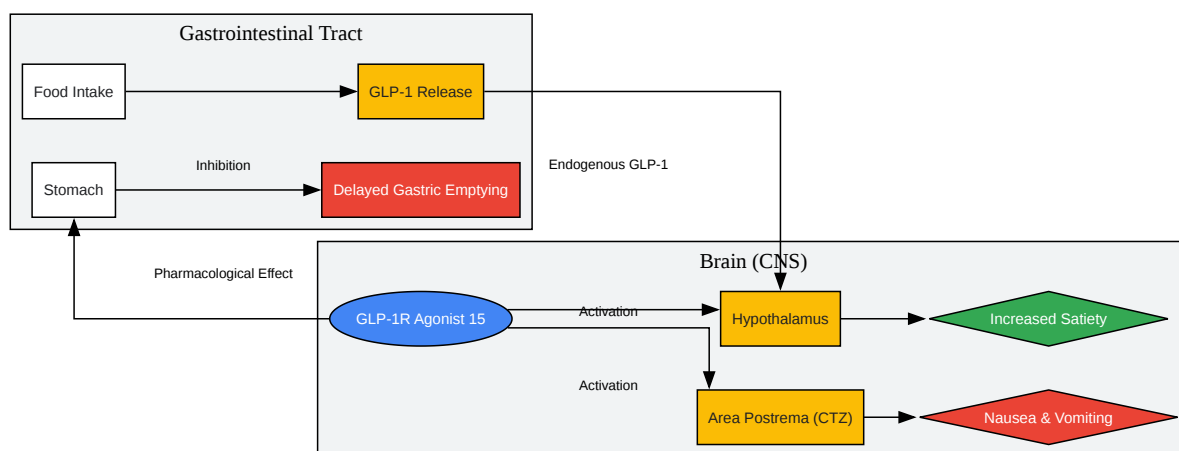 Gastrointestinal Tract
Food Intake
GLP-1 Release
Inhibition
Endogenous GLP-1
Stomach
Delayed Gastric Emptying
Brain (CNS)
Pharmacological Effect
GLP-1R Agonist 15
Activation
Hypothalamus
Increased Satiety
Activation
Area Postrema (CTZ)
Nausea & Vomiting